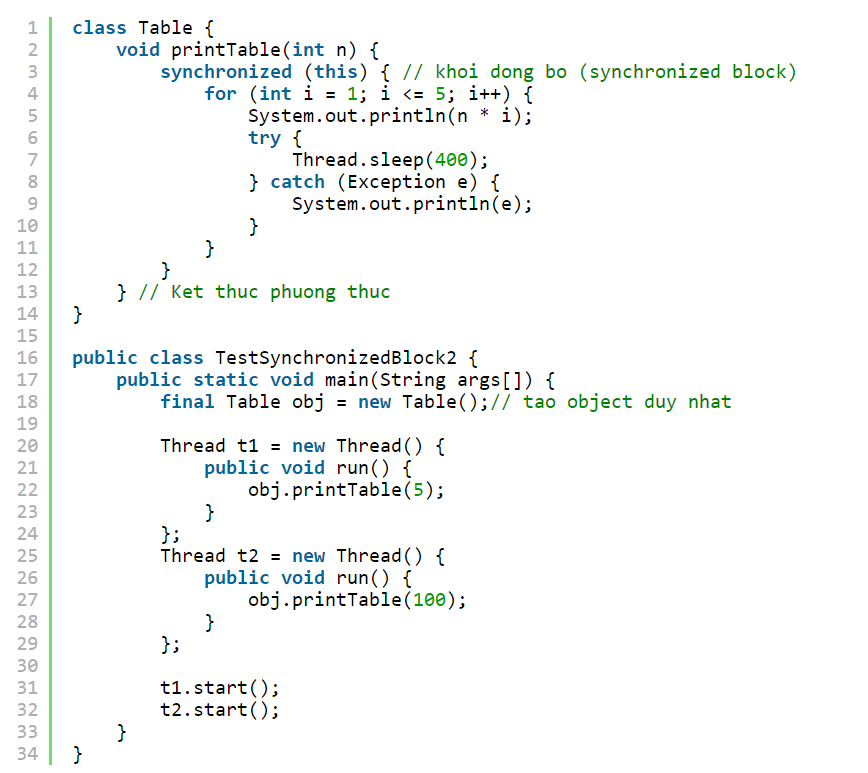 1 class Table {
2     void printTable(int n) {
3         synchronized (this) { // khoi dong bo (synchronized block)
4             for (int i = 1; i <= 5; i++) {
5                 System.out.println(n * i);
6                 try {
7                     Thread.sleep(400);
8                 } catch (Exception e) {
9                     System.out.println(e);
10                 }
11             }
12         }
13     } // Ket thuc phuong thuc
14 }
15
16 public class TestSynchronizedBlock2 {
17     public static void main(String args[]) {
18         final Table obj = new Table();// tao object duy nhat
19
20         Thread t1 = new Thread() {
21             public void run() {
22                 obj.printTable(5);
23             }
24         };
25         Thread t2 = new Thread() {
26             public void run() {
27                 obj.printTable(100);
28             }
29         };
30
31         t1.start();
32         t2.start();
33     }
34 }